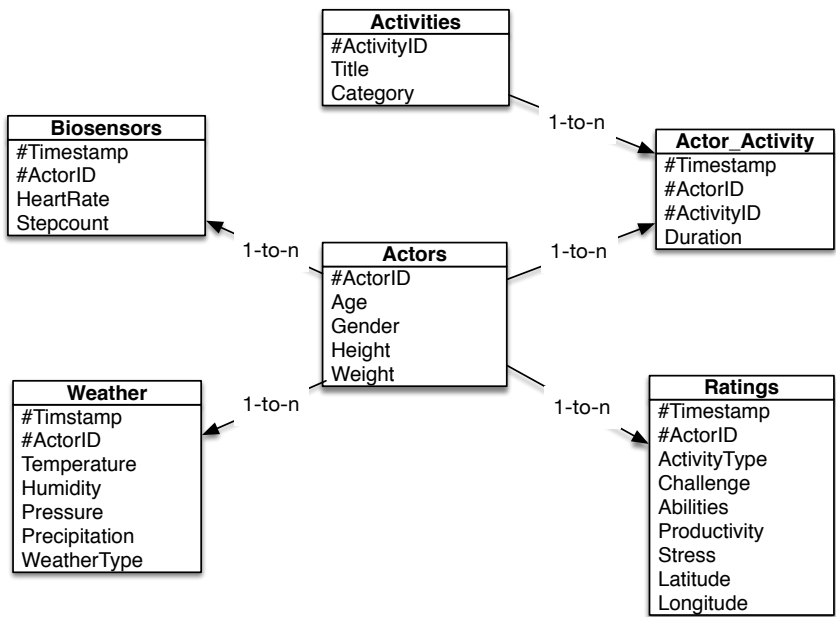 Activities
#ActivityID
Title
Category
1-to-n
Biosensors
#Timestamp
#ActorID
HeartRate
Stepcount
Actor_Activity
#Timestamp
#ActorID
#ActivityID
Duration
1-to-n
1-to-n
Actors
#ActorID
Age
Gender
Height
Weight
Weather
#Timstamp
#ActorID
Temperature
Humidity
Pressure
Precipitation
WeatherType
1-to-n
1-to-n
Ratings
#Timestamp
#ActorID
ActivityType
Challenge
Abilities
Productivity
Stress
Latitude
Longitude